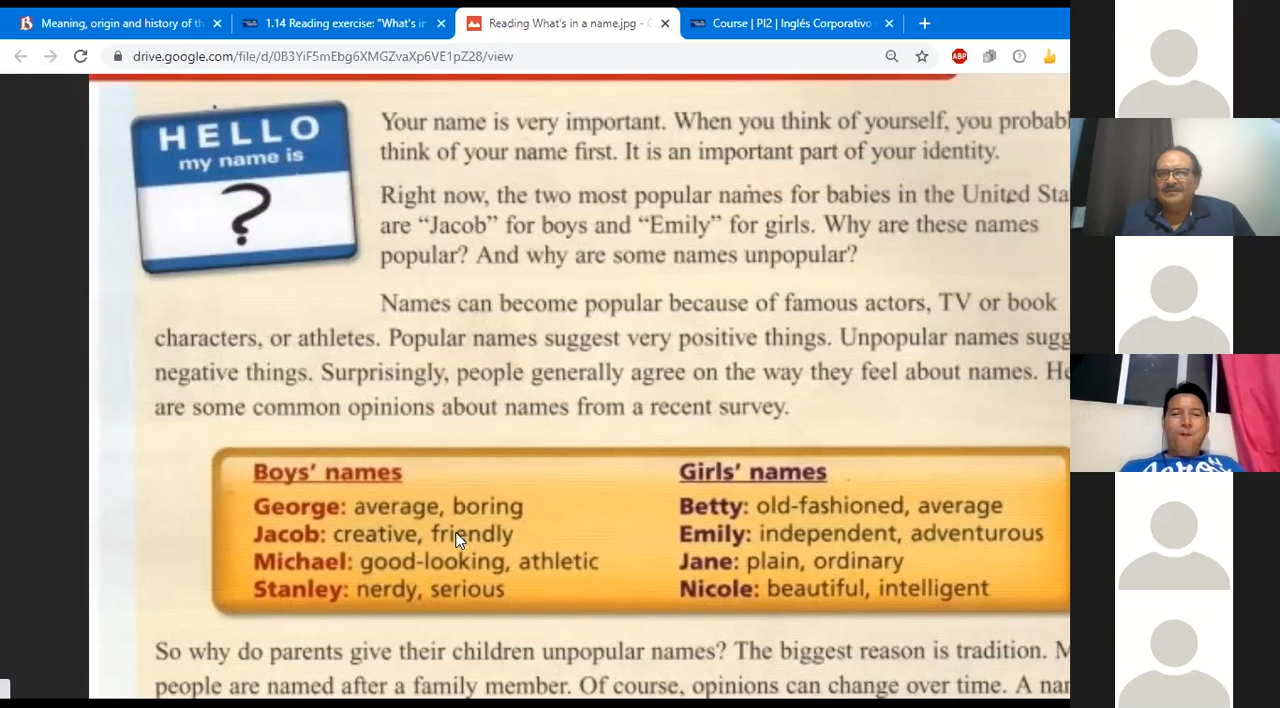 Meaning, origin and history of th
1.14 Reading exercise: "What's in
Reading What's in a name.jpg - G
Course | PI2 | Inglés Corporativo
drive.google.com/file/d/0B3YiF5mEbg6XMGZvaXp6VE1pZ28/view
ABP
HELLO
my name is
?
Your name is very important. When you think of yourself, you probabl
think of your name first. It is an important part of your identity.
Right now, the two most popular names for babies in the United Sta
are “Jacob” for boys and “Emily” for girls. Why are these names
popular? And why are some names unpopular?
Names can become popular because of famous actors, TV or book
characters, or athletes. Popular names suggest very positive things. Unpopular names sugg
negative things. Surprisingly, people generally agree on the way they feel about names. He
are some common opinions about names from a recent survey.
Boys’ names
George: average, boring
Jacob: creative, friendly
Michael: good-looking, athletic
Stanley: nerdy, serious
Girls’ names
Betty: old-fashioned, average
Emily: independent, adventurous
Jane: plain, ordinary
Nicole: beautiful, intelligent
So why do parents give their children unpopular names? The biggest reason is tradition. M
people are named after a family member. Of course, opinions can change over time. A nar